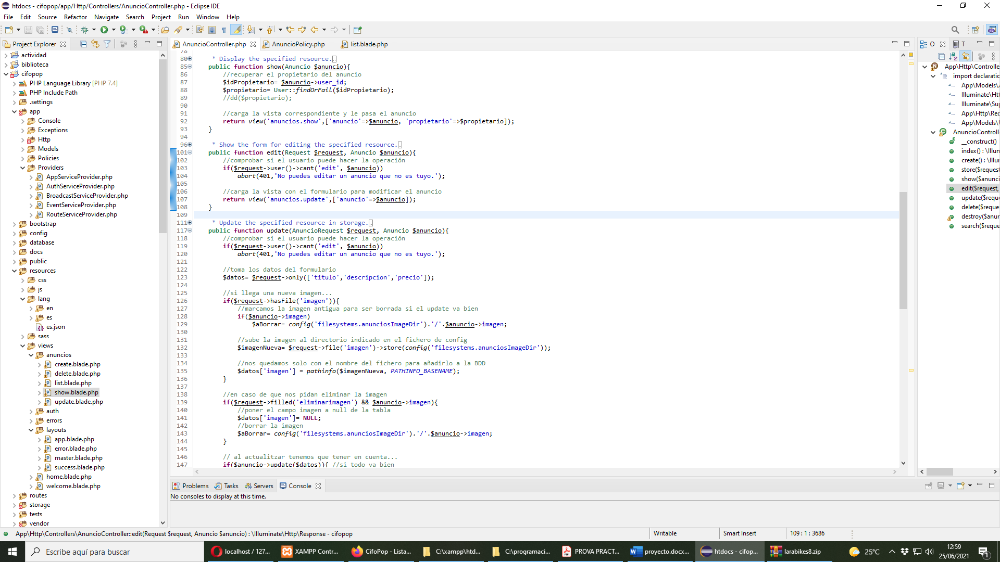 htdocs - cifopop/app/Http/Controllers/AnuncioController.php - Eclipse IDE
File Edit Source Refactor Navigate Search Project Run Window Help
Project Explorer
actividad
biblioteca
cifopop
PHP Language Library [PHP 7.4]
PHP Include Path
.settings
app
Console
Exceptions
Http
Models
Policies
Providers
AppServiceProvider.php
AuthServiceProvider.php
BroadcastServiceProvider.php
EventServiceProvider.php
RouteServiceProvider.php
bootstrap
config
database
docs
public
resources
css
js
lang
en
es
es.json
sass
views
anuncios
create.blade.php
delete.blade.php
list.blade.php
show.blade.php
update.blade.php
auth
errors
layouts
app.blade.php
error.blade.php
master.blade.php
success.blade.php
home.blade.php
welcome.blade.php
routes
storage
tests
vendor
AnuncioController.php AnuncioPolicy.php list.blade.php
78
80 * Display the specified resource.
85 public function show(Anuncio $anuncio){
86 //recuperar el propietario del anuncio
87 $idPropietario= $anuncio->user_id;
88 $propietario= User::findOrFail($idPropietario);
89 //dd($propietario);
90
91 //carga la vista correspondiente y le pasa el anuncio
92 return view('anuncios.show',['anuncio'=>$anuncio, 'propietario'=>$propietario]);
93 }
94
96 * Show the form for editing the specified resource.
101 public function edit(Request $request, Anuncio $anuncio){
102 //comprobar si el usuario puede hacer la operación
103 if($request->user()->cant('edit', $anuncio))
104 abort(401,'No puedes editar un anuncio que no es tuyo.');
105
106 //carga la vista con el formulario para modificar el anuncio
107 return view('anuncios.update',['anuncio'=>$anuncio]);
108 }
109
111 * Update the specified resource in storage.
117 public function update(AnuncioRequest $request, Anuncio $anuncio){
118 //comprobar si el usuario puede hacer la operación
119 if($request->user()->cant('edit', $anuncio))
120 abort(401,'No puedes editar un anuncio que no es tuyo.');
121
122 //toma los datos del formulario
123 $datos= $request->only(['titulo','descripcion','precio']);
124
125 //si llega una nueva imagen...
126 if($request->hasFile('imagen')){
127 //marcamos la imagen antigua para ser borrada si el update va bien
128 if($anuncio->imagen)
129 $aBorrar= config('filesystems.anunciosImageDir').'/'.$anuncio->imagen;
130
131 //sube la imagen al directorio indicado en el fichero de config
132 $imagenNueva= $request->file('imagen')->store(config('filesystems.anunciosImageDir'));
133
134 //nos quedamos solo con el nombre del fichero para añadirlo a la BDD
135 $datos['imagen'] = pathinfo($imagenNueva, PATHINFO_BASENAME);
136 }
137
138 //en caso de que nos pidan eliminar la imagen
139 if($request->filled('eliminarimagen') && $anuncio->imagen){
140 //poner el campo imagen a null de la tabla
141 $datos['imagen']= NULL;
142 //borrar la imagen
143 $aBorrar= config('filesystems.anunciosImageDir').'/'.$anuncio->imagen;
144 }
145
146 // al actualitzar tenemos que tener en cuenta...
147 if($anuncio->update($datos)){ //si todo va bien
O T
App\Http\Controlle
import declaratic
App\Models\
Illuminate\Htt
Illuminate\Su
App\Http\Rec
App\Models\
AnuncioControll
__construct()
index() : \Illun
create() : \Illun
store($request
show($anunci
edit($request,
update($reque
delete($reque
destroy($anun
search($reque
Problems Tasks Servers Console
No consoles to display at this time.
App\Http\Controllers\AnuncioController::edit(Request $request, Anuncio $anuncio) : \Illuminate\Http\Response - cifopop
Writable Smart Insert 109 : 1 : 3686
Escribe aquí para buscar
localhost / 127...
XAMPP Contr...
CifoPop - Lista...
C:\xampp\htd...
C:\programaci...
PROVA PRACT...
proyecto.docx...
htdocs - cifop...
larabikes8.zip
25°C
12:59
25/06/2021
1